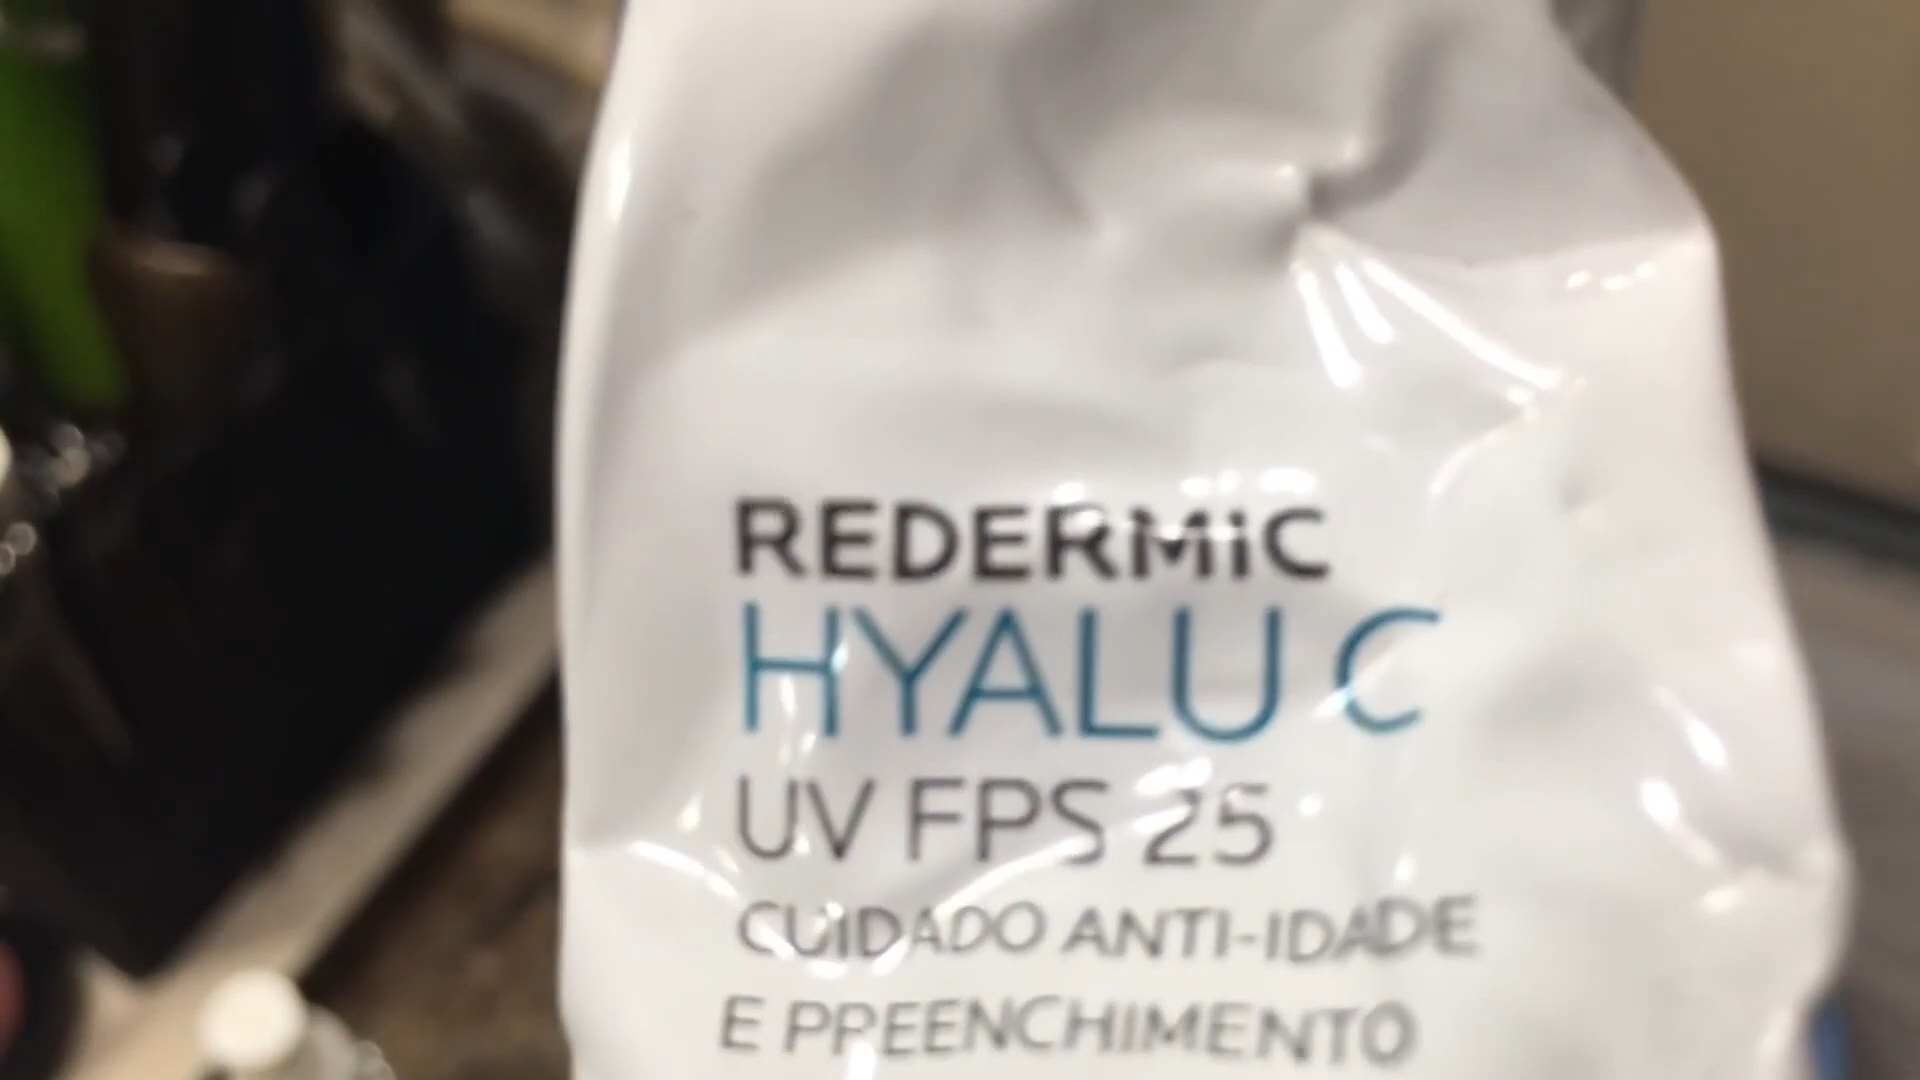 REDERMIC
HYALU C
UV FPS 25
CUIDADO ANTI-IDADE
E PREENCHIMENTO